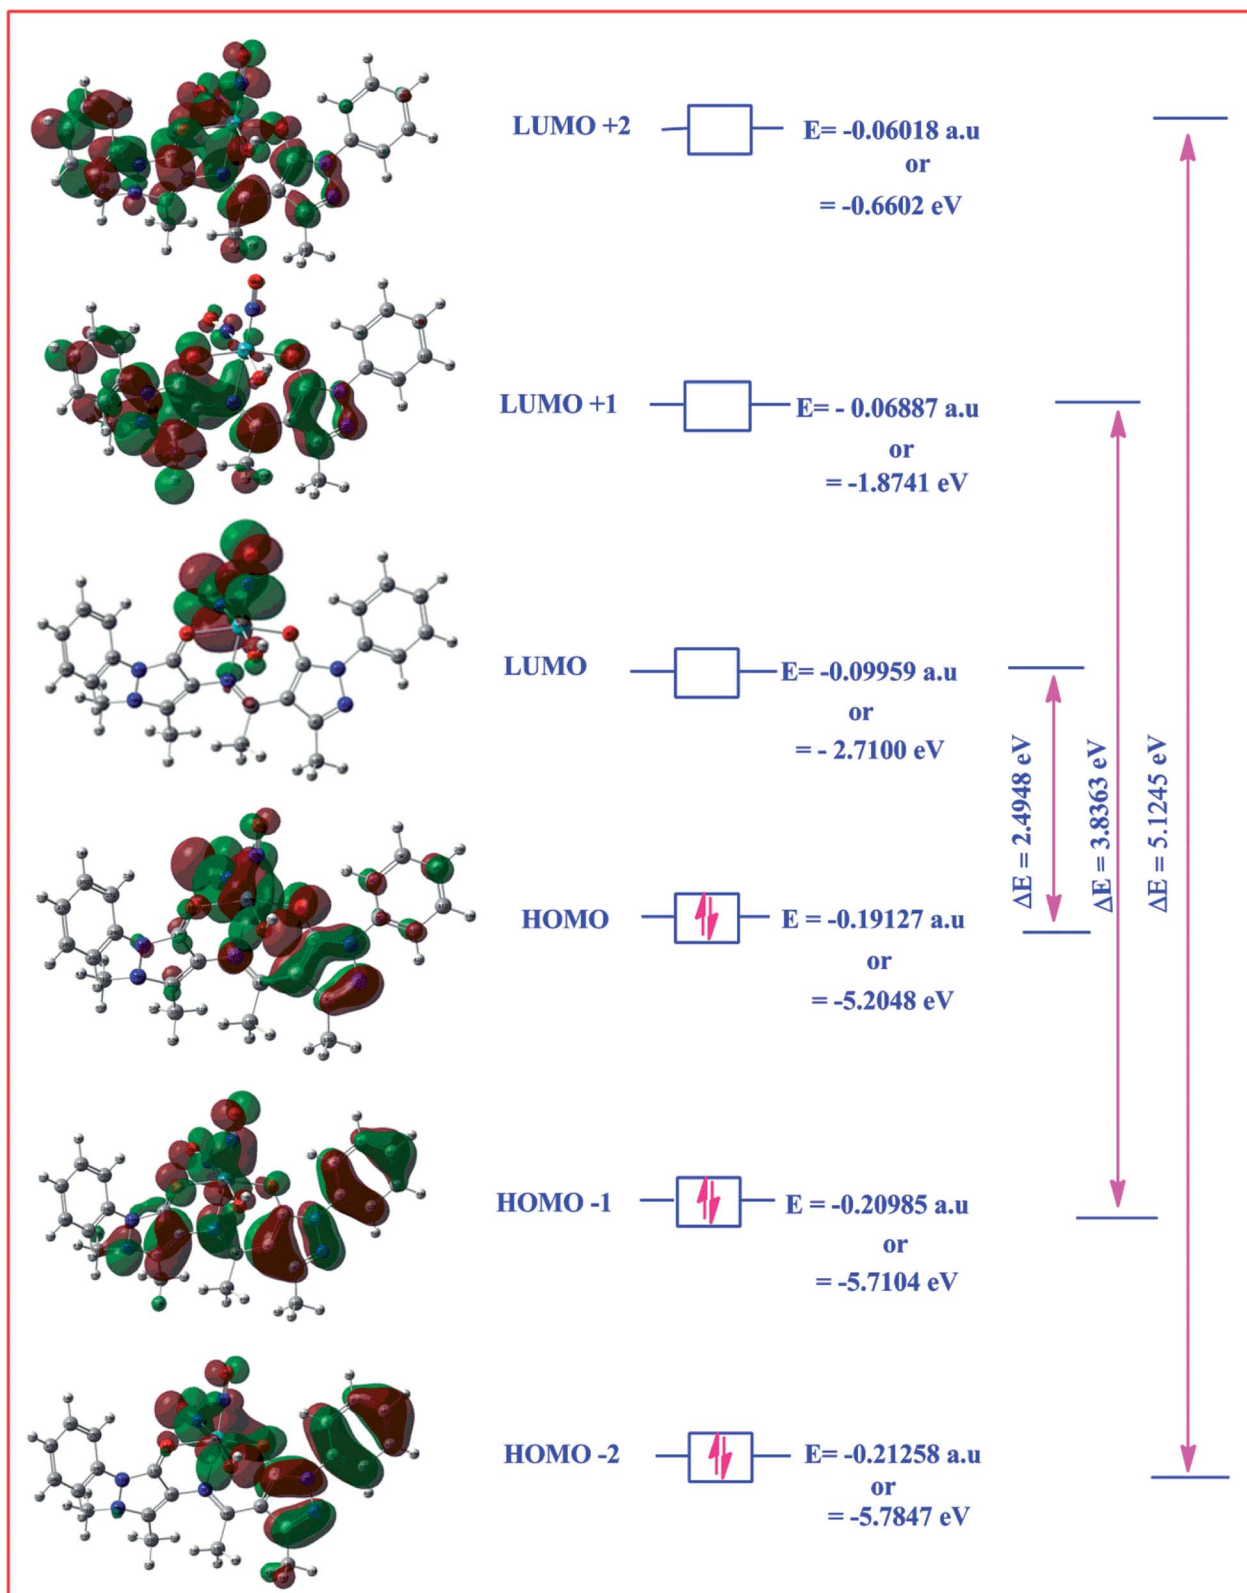 LUMO +2
E= -0.06018 a.u
or
= -0.6602 eV
LUMO +1
E= - 0.06887 a.u
or
= -1.8741 eV
LUMO
E= -0.09959 a.u
or
= - 2.7100 eV
ΔE = 2.4948 eV
ΔE = 3.8363 eV
ΔE = 5.1245 eV
HOMO
E = -0.19127 a.u
or
= -5.2048 eV
HOMO -1
E = -0.20985 a.u
or
= -5.7104 eV
HOMO -2
E= -0.21258 a.u
or
= -5.7847 eV